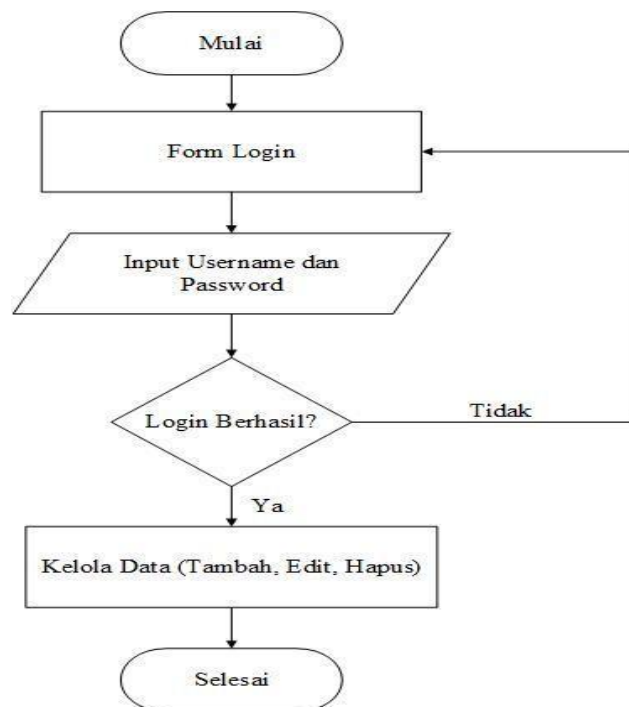 Mulai
Form Login
Input Username dan
Password
Login Berhasil?
Tidak
Ya
Kelola Data (Tambah, Edit, Hapus)
Selesai